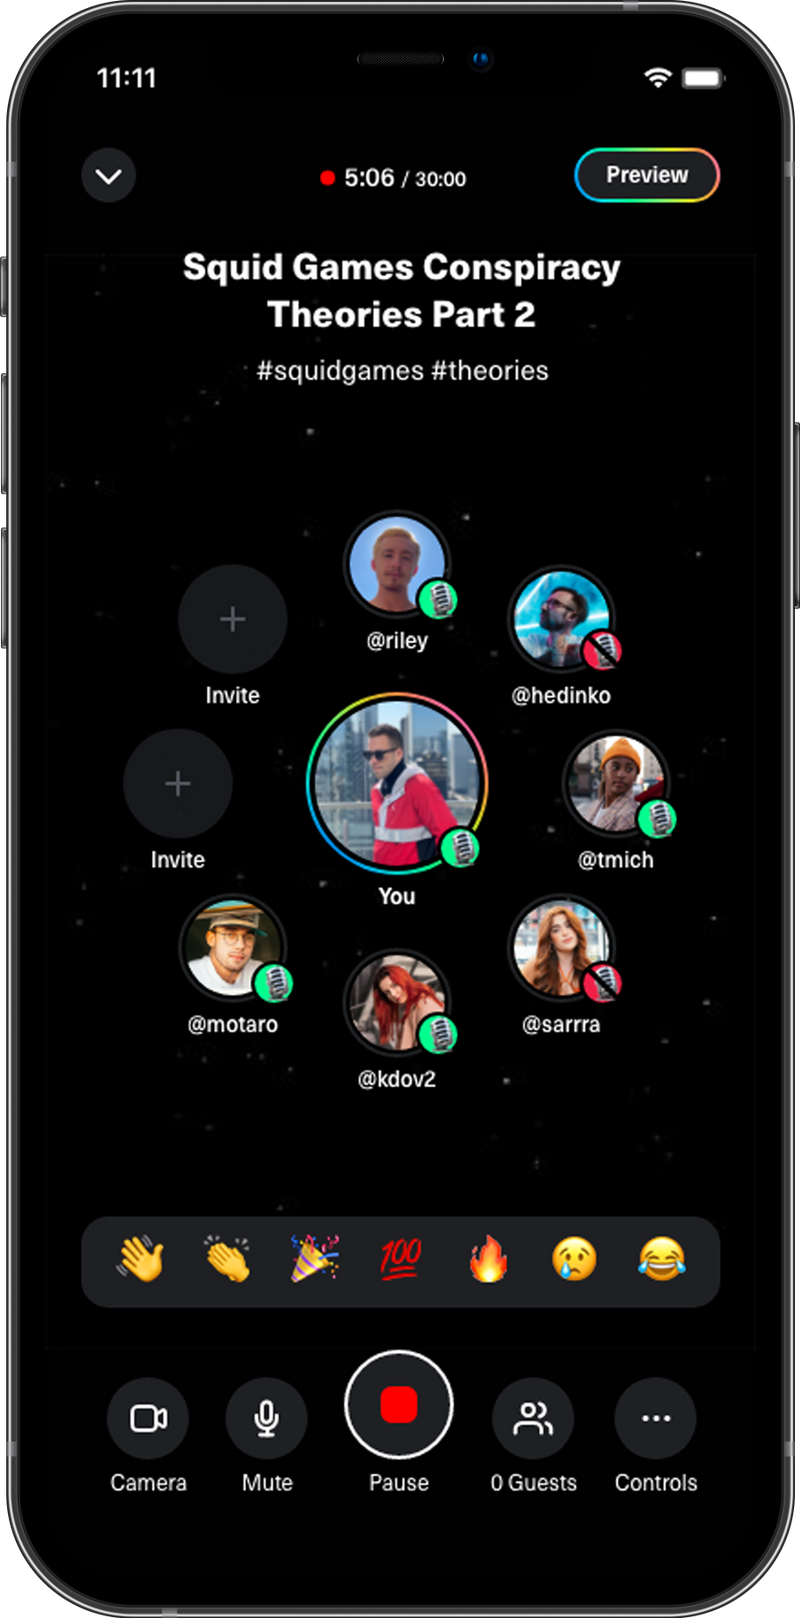 11:11
5:06 / 30:00
Preview
Squid Games Conspiracy
Theories Part 2
#squidgames #theories
@riley
Invite
@hedinko
Invite
@tmich
You
@motaro
@sarrra
@kdov2
💯
Camera
Mute
Pause
0 Guests
Controls